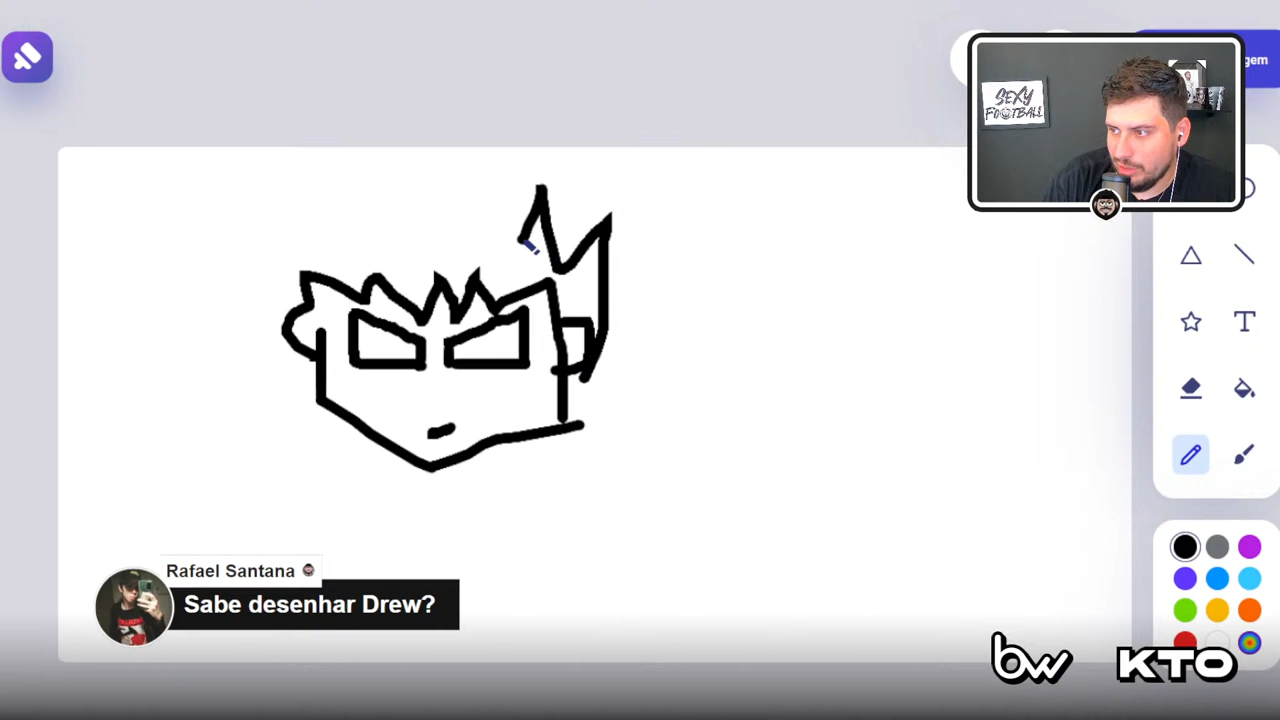 gem
SEXY
FOOTBALL
T
Rafael Santana
Sabe desenhar Drew?
bw KTO